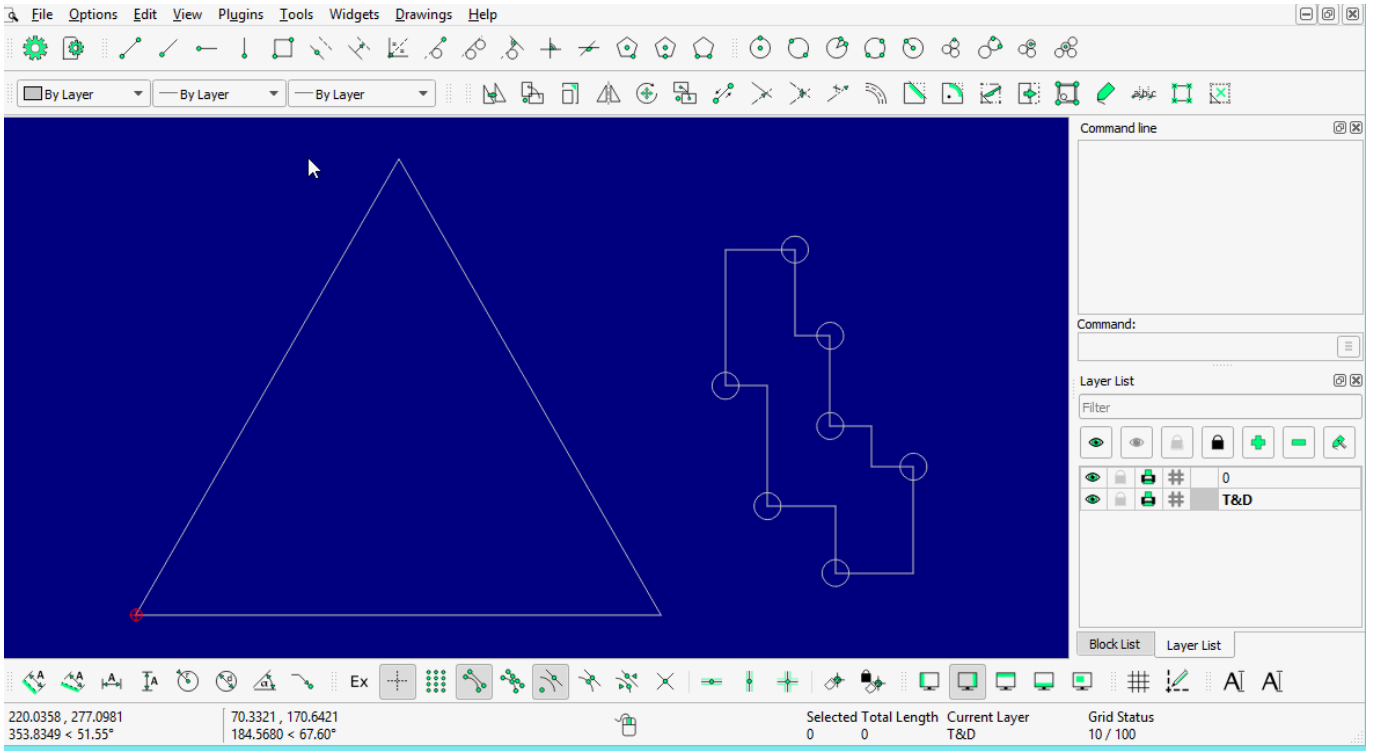 File Options Edit View Plugins Tools Widgets Drawings Help
By Layer By Layer By Layer
Command line
Command:
Layer List
Filter
0
T&D
Block List Layer List
Ex
220.0358 , 277.0981 70.3321 , 170.6421 Selected Total Length Current Layer Grid Status
353.8349 < 51.55° 184.5680 < 67.60° 0 0 T&D 10 / 100